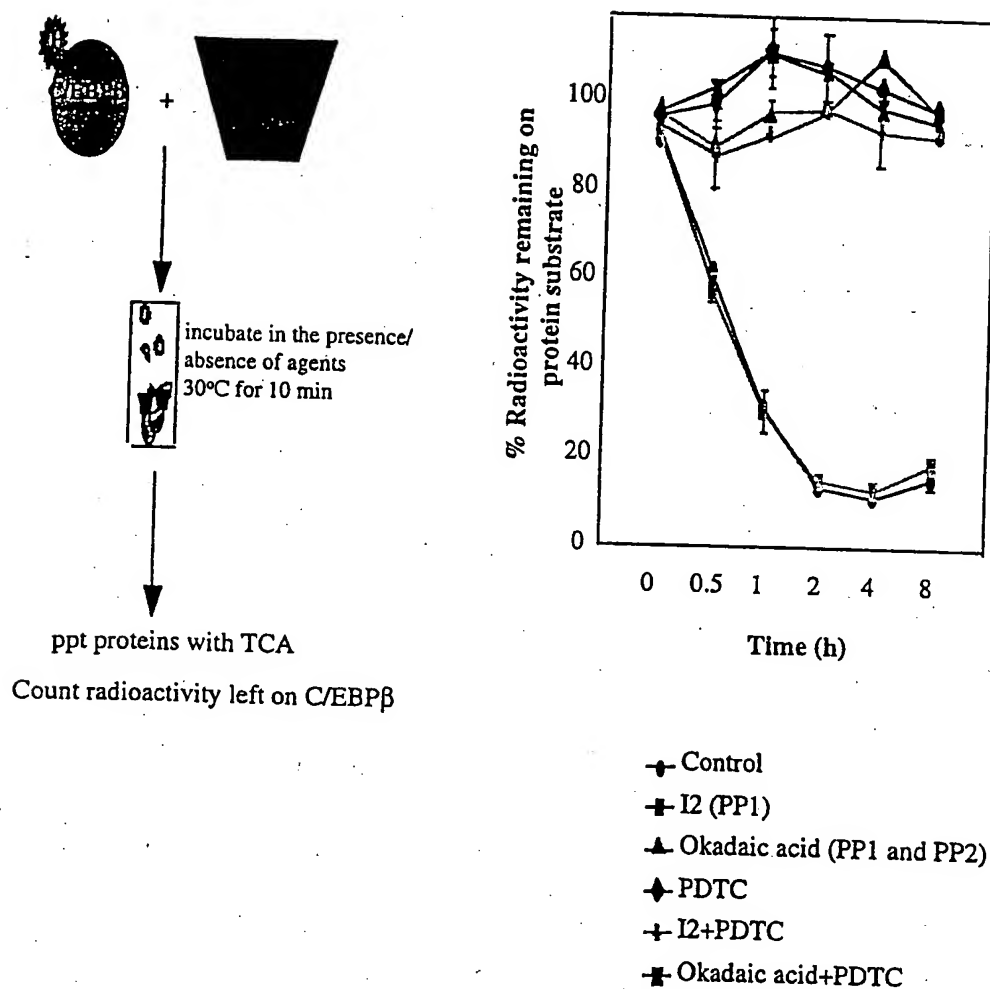 C/EBPβ
+
incubate in the presence/
absence of agents
30ºC for 10 min
ppt proteins with TCA
Count radioactivity left on C/EBPβ
% Radioactivity remaining on
protein substrate
100
80
60
40
20
0
0 0.5 1 2 4 8
Time (h)
Control
I2 (PP1)
Okadaic acid (PP1 and PP2)
PDTC
I2+PDTC
Okadaic acid+PDTC